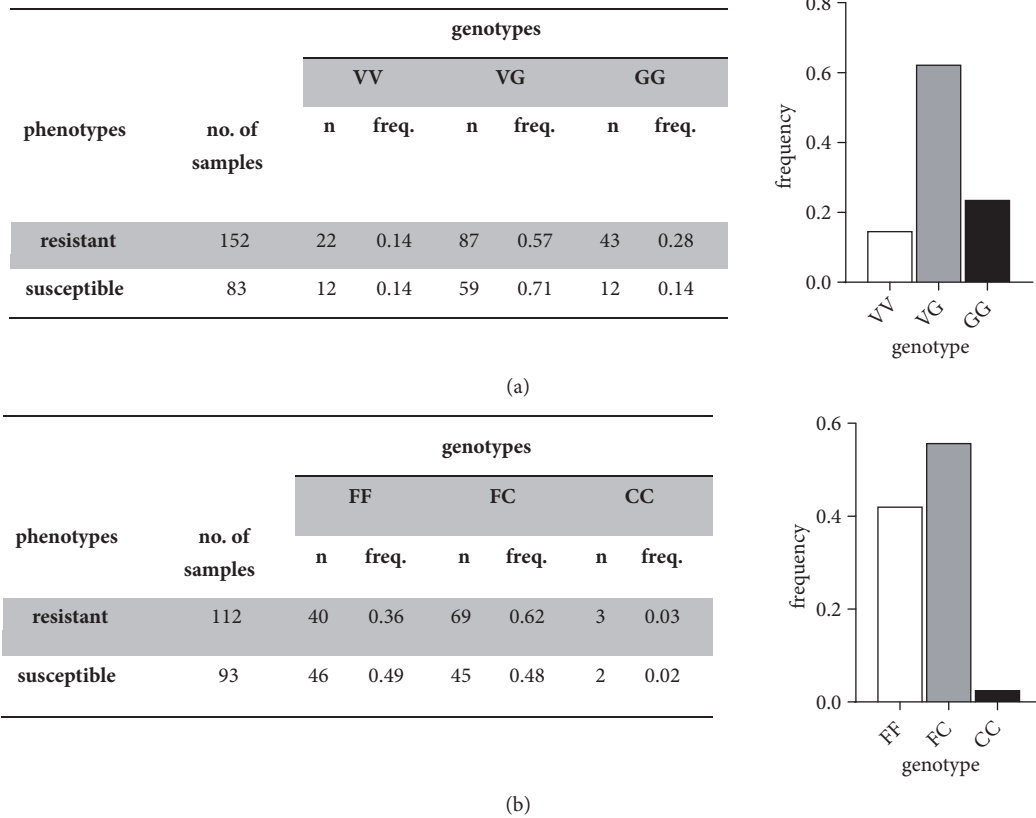 genotypes
VV VG GG
phenotypes no. of samples n freq. n freq. n freq.
resistant 152 22 0.14 87 0.57 43 0.28
susceptible 83 12 0.14 59 0.71 12 0.14
0.8
0.6
0.4
0.2
0.0
frequency
VV VG GG
genotype
(a)
genotypes
FF FC CC
phenotypes no. of samples n freq. n freq. n freq.
resistant 112 40 0.36 69 0.62 3 0.03
susceptible 93 46 0.49 45 0.48 2 0.02
0.6
0.4
0.2
0.0
frequency
FF FC CC
genotype
(b)